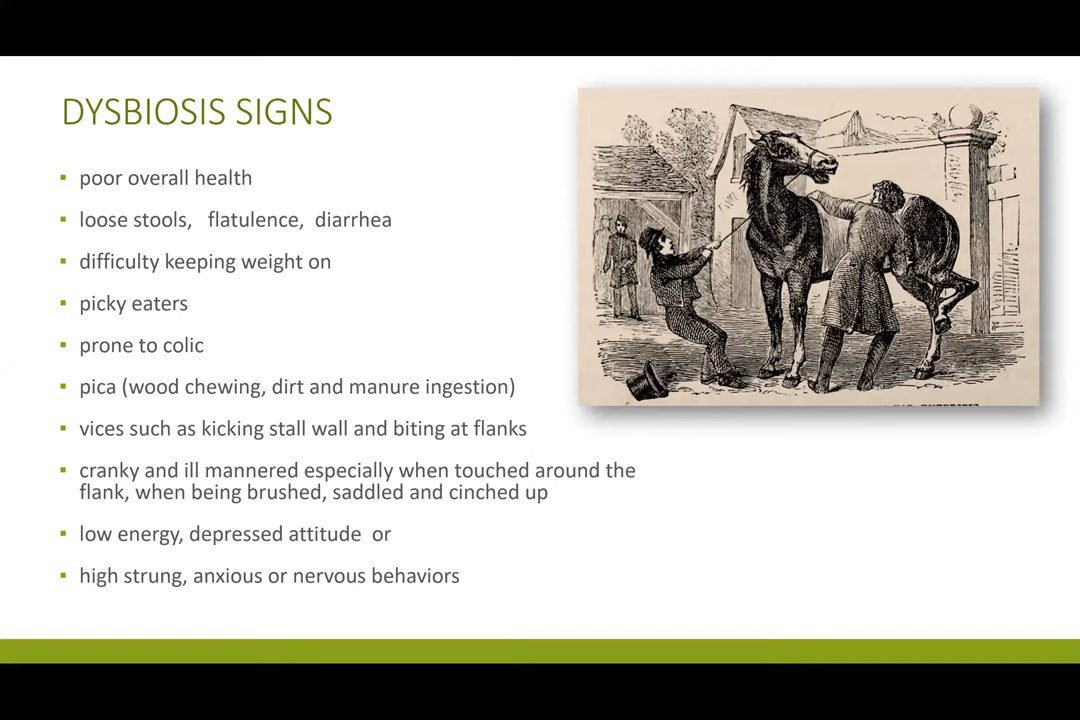 DYSBIOSIS SIGNS
▪ poor overall health
▪ loose stools, flatulence, diarrhea
▪ difficulty keeping weight on
▪ picky eaters
▪ prone to colic
▪ pica (wood chewing, dirt and manure ingestion)
▪ vices such as kicking stall wall and biting at flanks
▪ cranky and ill mannered especially when touched around the
flank, when being brushed, saddled and cinched up
▪ low energy, depressed attitude or
▪ high strung, anxious or nervous behaviors